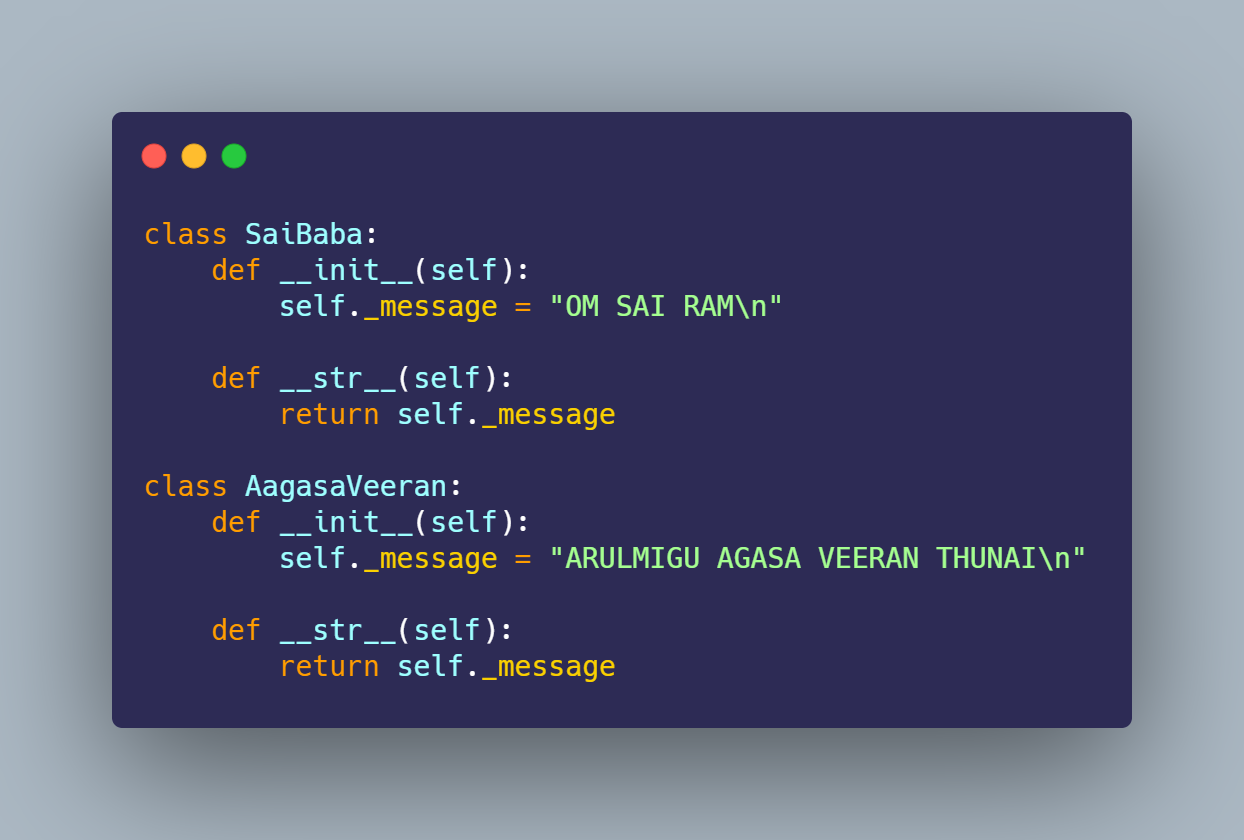 class SaiBaba:
    def __init__(self):
        self._message = "OM SAI RAM\n"

    def __str__(self):
        return self._message

class AagasaVeeran:
    def __init__(self):
        self._message = "ARULMIGU AGASA VEERAN THUNAI\n"

    def __str__(self):
        return self._message